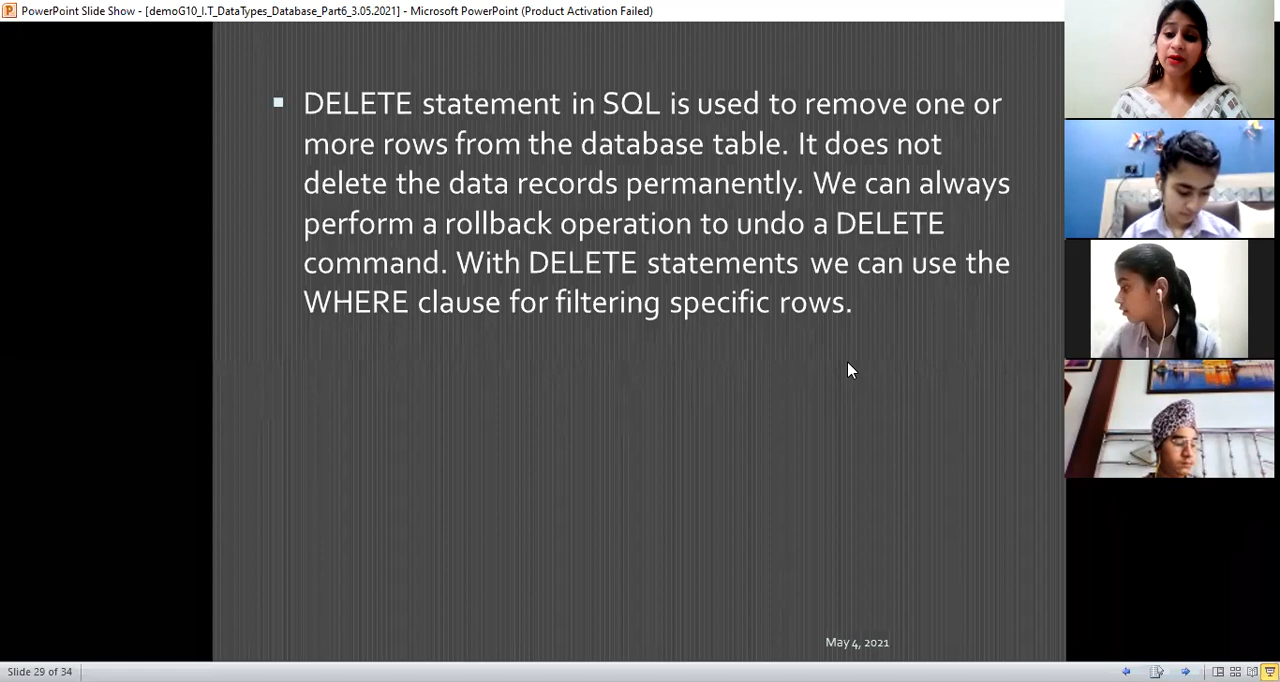 PowerPoint Slide Show - [demoG10_I.T_DataTypes_Database_Part6_3.05.2021] - Microsoft PowerPoint (Product Activation Failed)
DELETE statement in SQL is used to remove one or
more rows from the database table. It does not
delete the data records permanently. We can always
perform a rollback operation to undo a DELETE
command. With DELETE statements we can use the
WHERE clause for filtering specific rows.
May 4, 2021
Slide 29 of 34